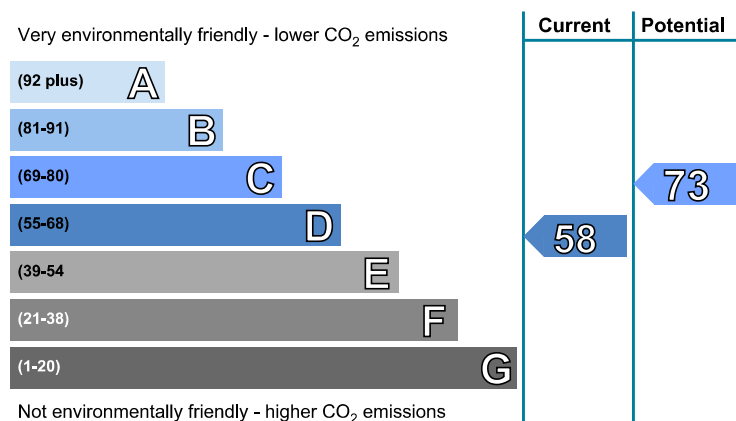 Very environmentally friendly - lower CO₂ emissions
Current
Potential
(92 plus) A
(81-91) B
(69-80) C
73
(55-68) D
58
(39-54 E
(21-38) F
(1-20) G
Not environmentally friendly - higher CO₂ emissions